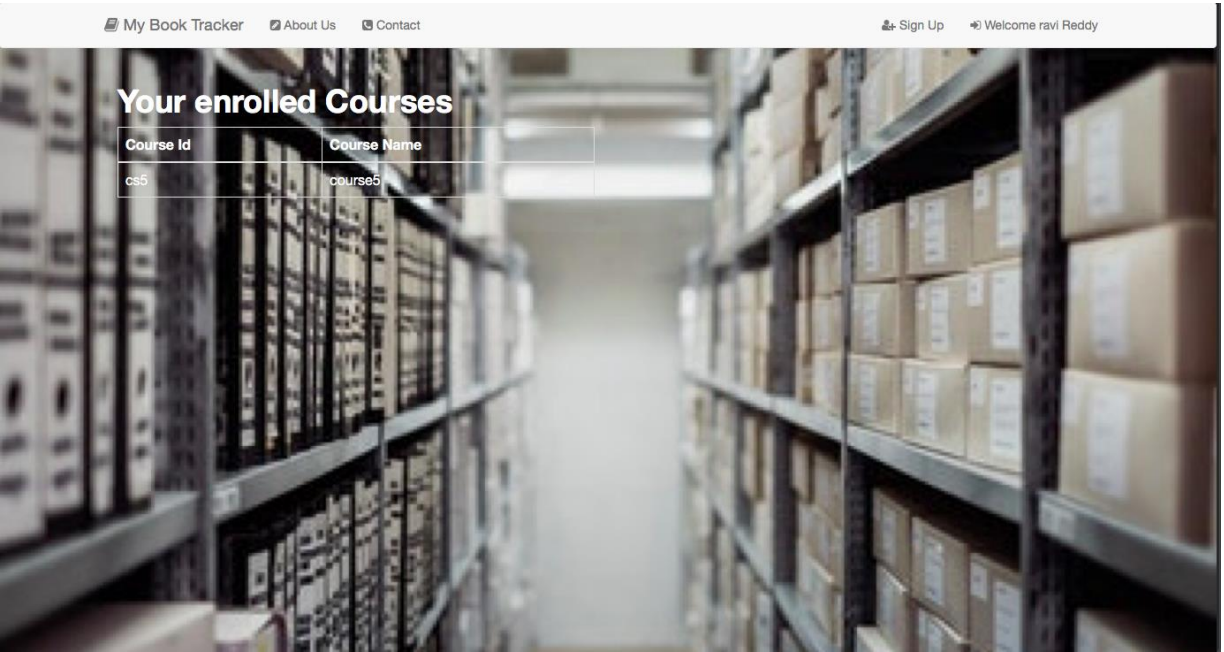 My Book Tracker About Us Contact Sign Up Welcome ravi Reddy
Your enrolled Courses
Course Id Course Name
cs5 course5